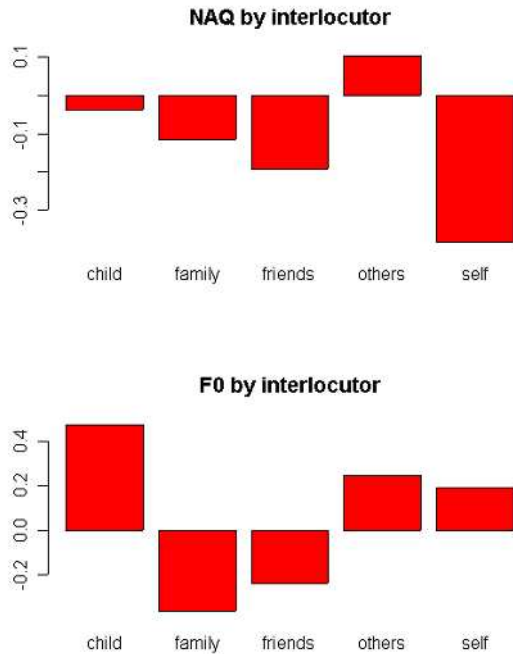 NAQ by interlocutor
0.1
-0.1
-0.3
child family friends others self
F0 by interlocutor
0.4
0.2
0.0
-0.2
child family friends others self